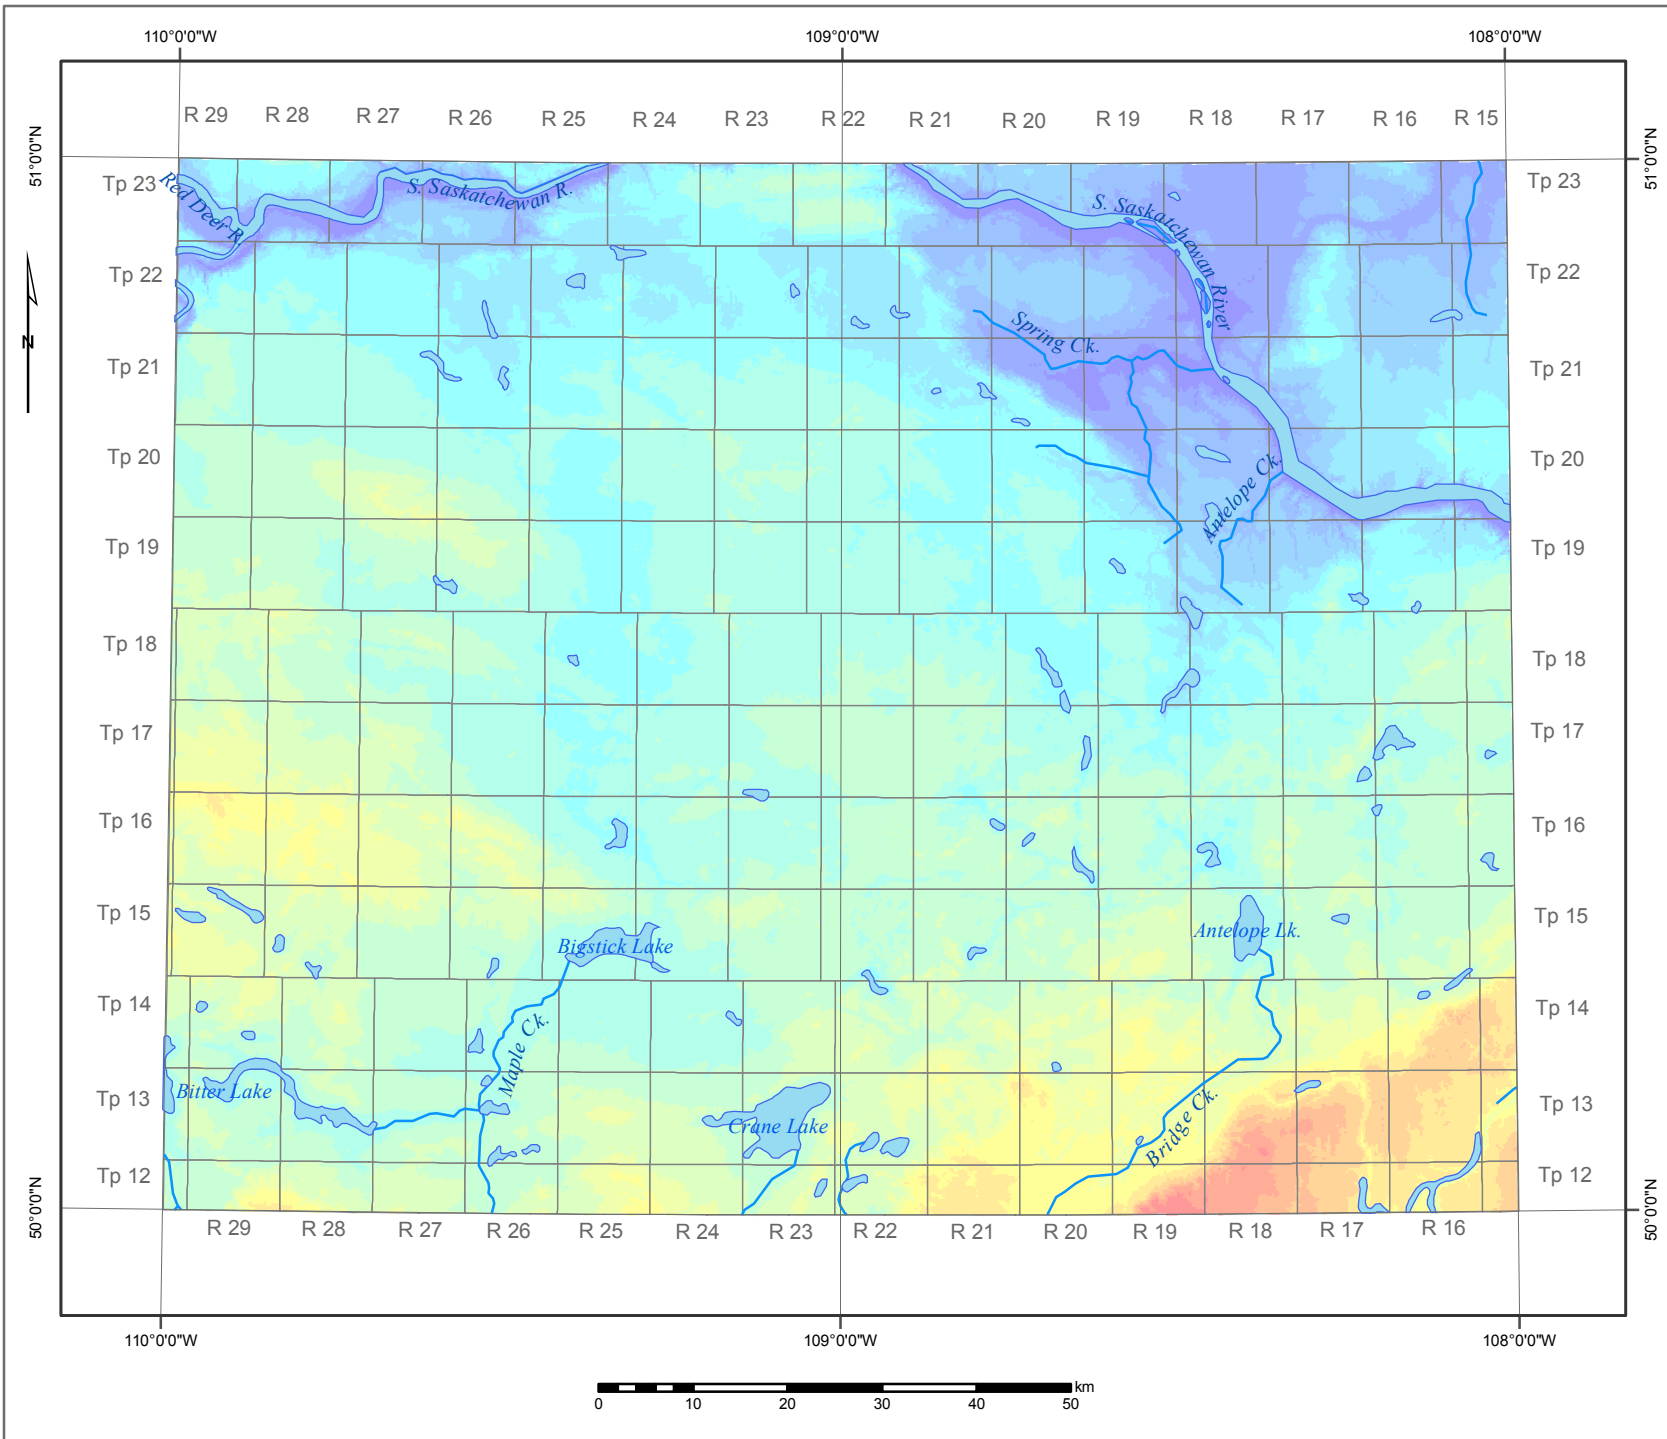 110°0'0"W 109°0'0"W 108°0'0"W
R 29 R 28 R 27 R 26 R 25 R 24 R 23 R 22 R 21 R 20 R 19 R 18 R 17 R 16 R 15
51°0'0"N 51°0'0"N
Tp 23 Tp 23
Red Deer R.
S. Saskatchewan R.
S. Saskatchewan River
Tp 22 Tp 22
Spring Ck.
N
Tp 21 Tp 21
Tp 20 Tp 20
Antelope Ck.
Tp 19 Tp 19
Tp 18 Tp 18
Tp 17 Tp 17
Tp 16 Tp 16
Tp 15 Tp 15
Bigstick Lake
Antelope Lk.
Tp 14 Tp 14
Maple Ck.
Bitter Lake
Tp 13 Tp 13
Crane Lake
Bridge Ck.
Tp 12 Tp 12
50°0'0"N 50°0'0"N
R 29 R 28 R 27 R 26 R 25 R 24 R 23 R 22 R 21 R 20 R 19 R 18 R 17 R 16
110°0'0"W 109°0'0"W 108°0'0"W
km
0 10 20 30 40 50